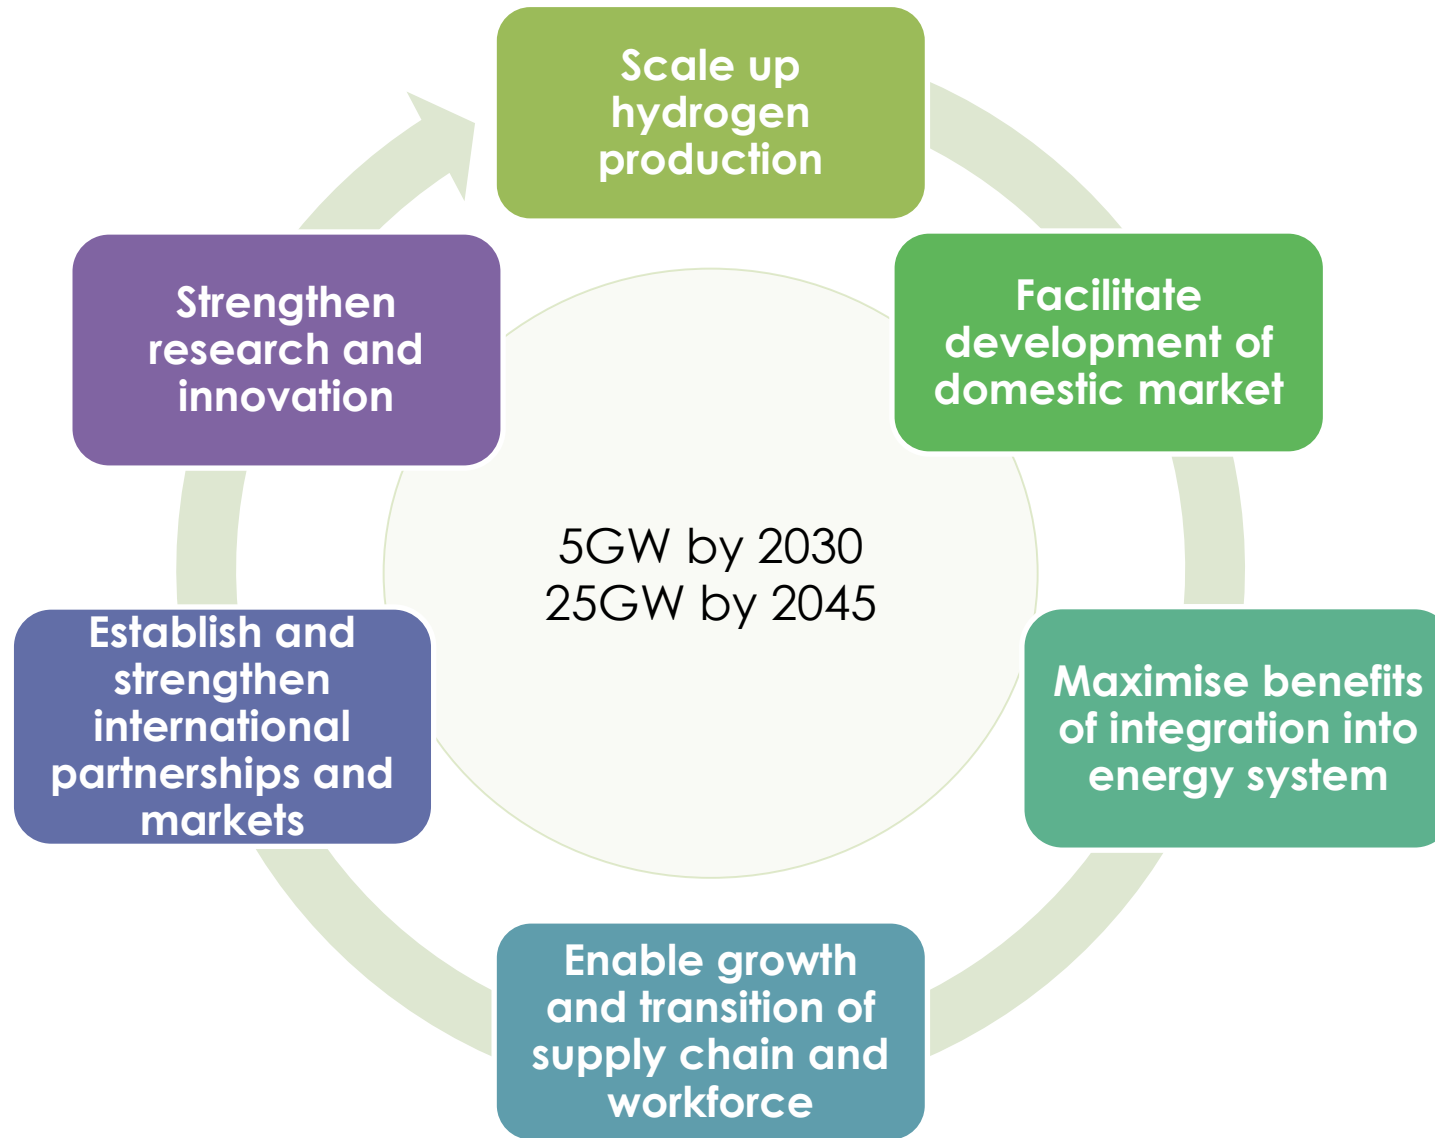 Scale up
hydrogen
production
Facilitate
development of
domestic market
Maximise benefits
of integration into
energy system
Enable growth
and transition of
supply chain and
workforce
Establish and
strengthen
international
partnerships and
markets
Strengthen
research and
innovation
5GW by 2030
25GW by 2045